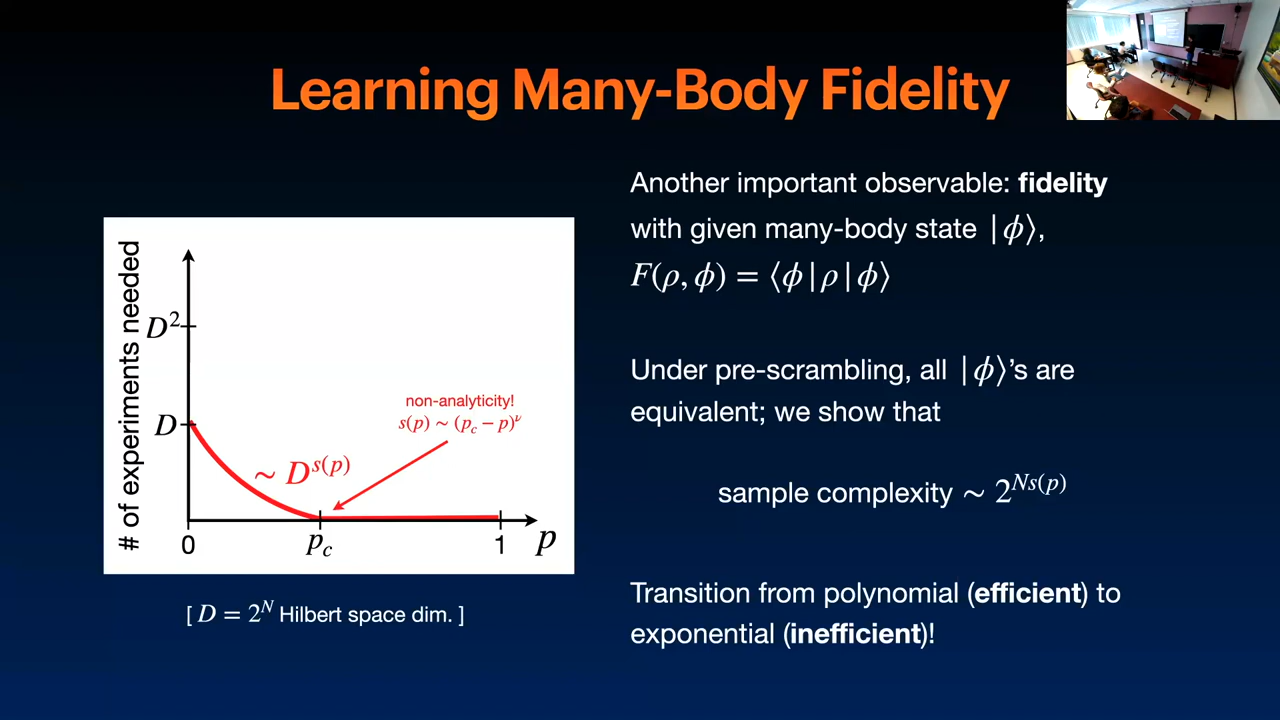 Learning Many-Body Fidelity
Another important observable: fidelity
with given many-body state |ϕ⟩,
F(ρ, ϕ) = ⟨ϕ|ρ|ϕ⟩
Under pre-scrambling, all |ϕ⟩'s are
equivalent; we show that
sample complexity ~ 2^{Ns(p)}
Transition from polynomial (efficient) to
exponential (inefficient)!
# of experiments needed
D²
D
non-analyticity!
s(p) ~ (p_c − p)^ν
~ D^{s(p)}
0
p_c
1
p
[ D = 2^N Hilbert space dim. ]